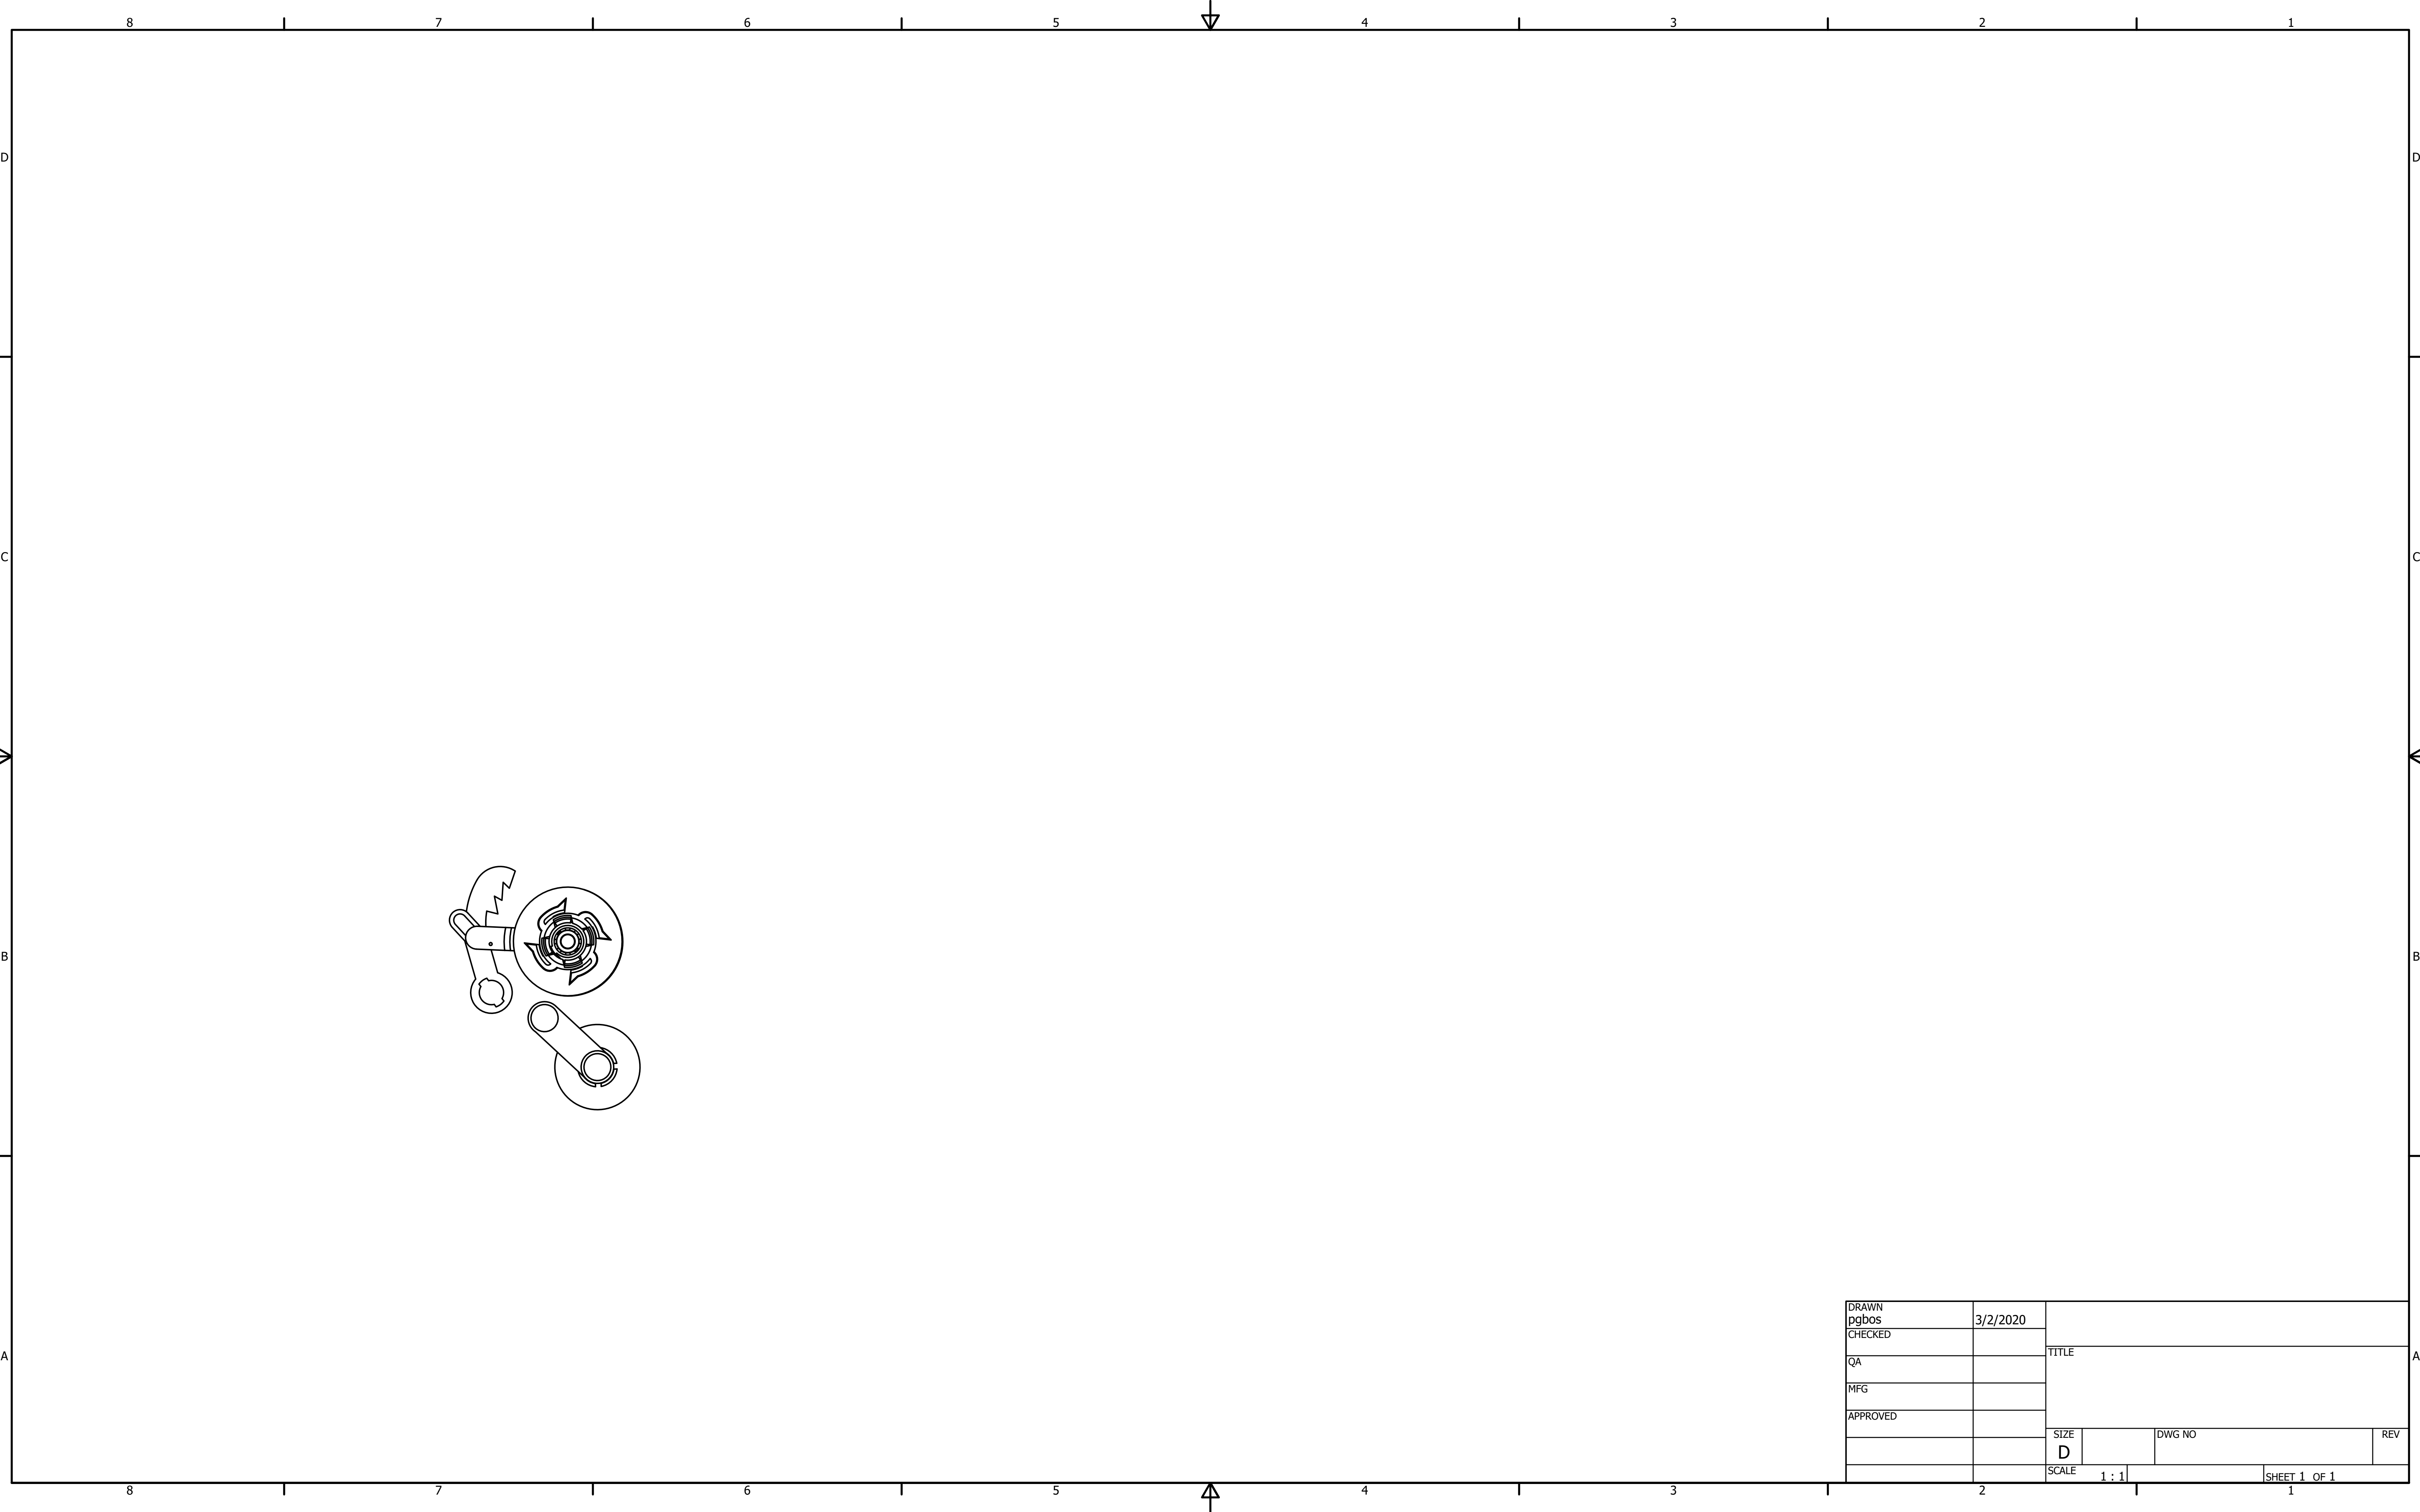 8 7 6 5 4 3 2 1
D D
C C
B B
A A
DRAWN
pgbos 3/2/2020
CHECKED
QA
MFG
APPROVED
TITLE
SIZE
D
DWG NO
REV
SCALE 1 : 1
SHEET 1 OF 1
8 7 6 5 4 3 2 1